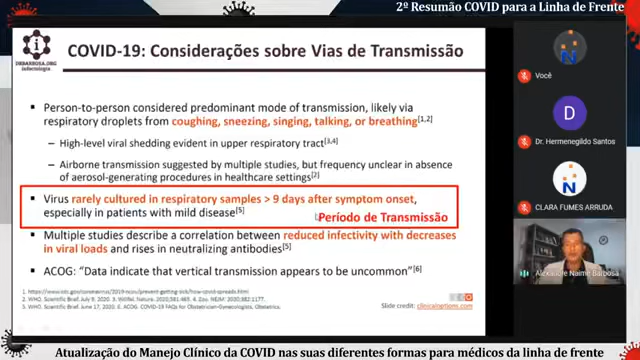 2º Resumão COVID para a Linha de Frente
DEBARBOSA.ORG
infectologia
COVID-19: Considerações sobre Vias de Transmissão
Person-to-person considered predominant mode of transmission, likely via
respiratory droplets from coughing, sneezing, singing, talking, or breathing[1,2]
– High-level viral shedding evident in upper respiratory tract[3,4]
– Airborne transmission suggested by multiple studies, but frequency unclear in absence
of aerosol-generating procedures in healthcare settings[2]
Virus rarely cultured in respiratory samples > 9 days after symptom onset,
especially in patients with mild disease[5]
Período de Transmissão
Multiple studies describe a correlation between reduced infectivity with decreases
in viral loads and rises in neutralizing antibodies[5]
ACOG: "Data indicate that vertical transmission appears to be uncommon"[6]
Slide credit: clinicaloptions.com
Você
D
Dr. Hermenegildo Santos
CLARA FUMES ARRUDA
Alexandre Naime Barbosa
Atualização do Manejo Clínico da COVID nas suas diferentes formas para médicos da linha de frente